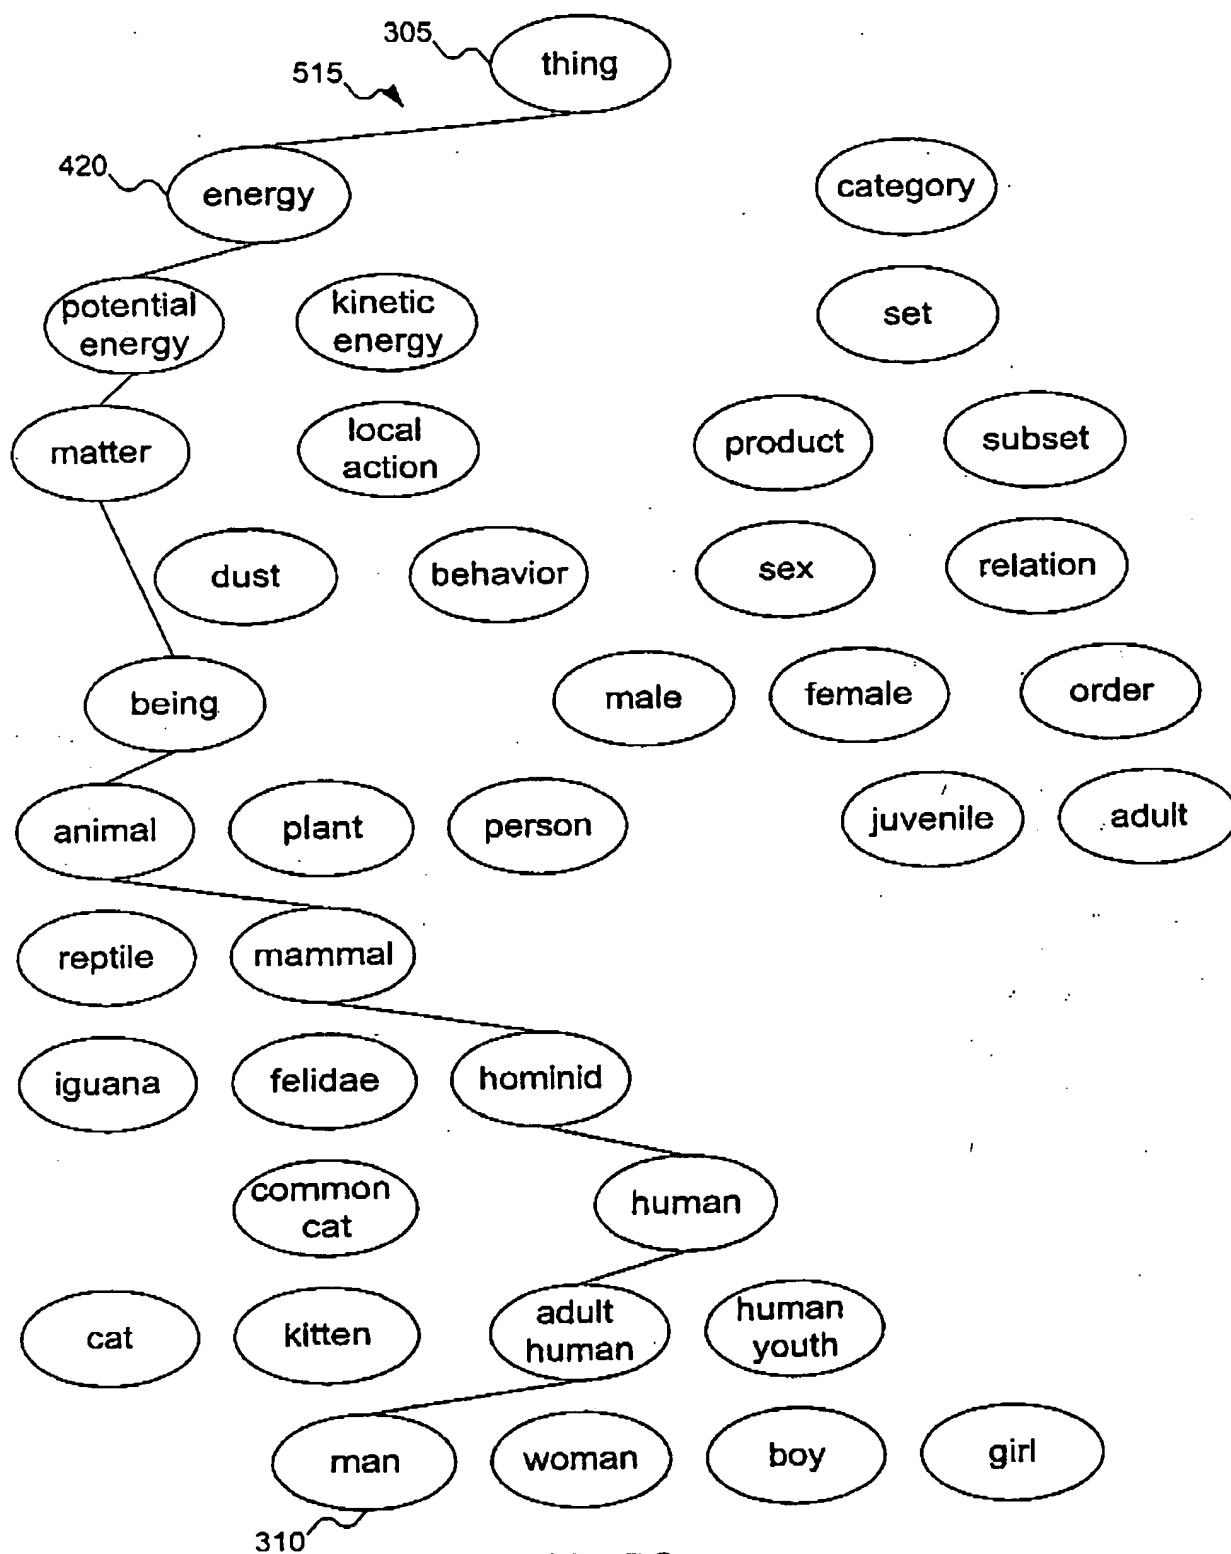 305
thing
515
420
energy
category
potential
energy
kinetic
energy
set
matter
local
action
product
subset
dust
behavior
sex
relation
being
male
female
order
animal
plant
person
juvenile
adult
reptile
mammal
iguana
felidae
hominid
common
cat
human
cat
kitten
adult
human
human
youth
man
woman
boy
girl
310